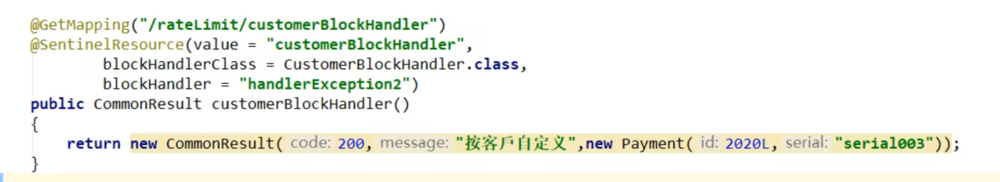 @GetMapping("/rateLimit/customerBlockHandler")
@SentinelResource(value = "customerBlockHandler",
blockHandlerClass = CustomerBlockHandler.class,
blockHandler = "handlerException2")
public CommonResult customerBlockHandler()
{
return new CommonResult( code: 200, message: "按客戶自定义",new Payment( id: 2020L, serial: "serial003"));
}